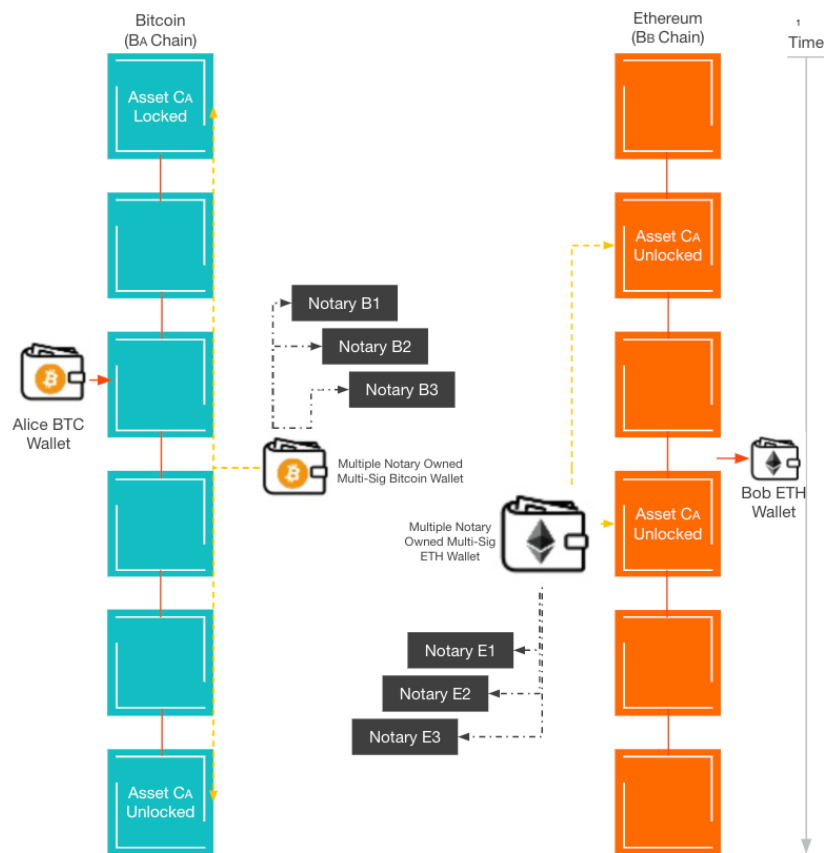 Bitcoin
(BA Chain)
Ethereum
(BB Chain)
1
Time
Asset CA
Locked
Asset CA
Unlocked
Notary B1
Notary B2
Notary B3
Alice BTC
Wallet
Multiple Notary Owned
Multi-Sig Bitcoin Wallet
Multiple Notary
Owned Multi-Sig
ETH Wallet
Asset CA
Unlocked
Bob ETH
Wallet
Notary E1
Notary E2
Notary E3
Asset CA
Unlocked